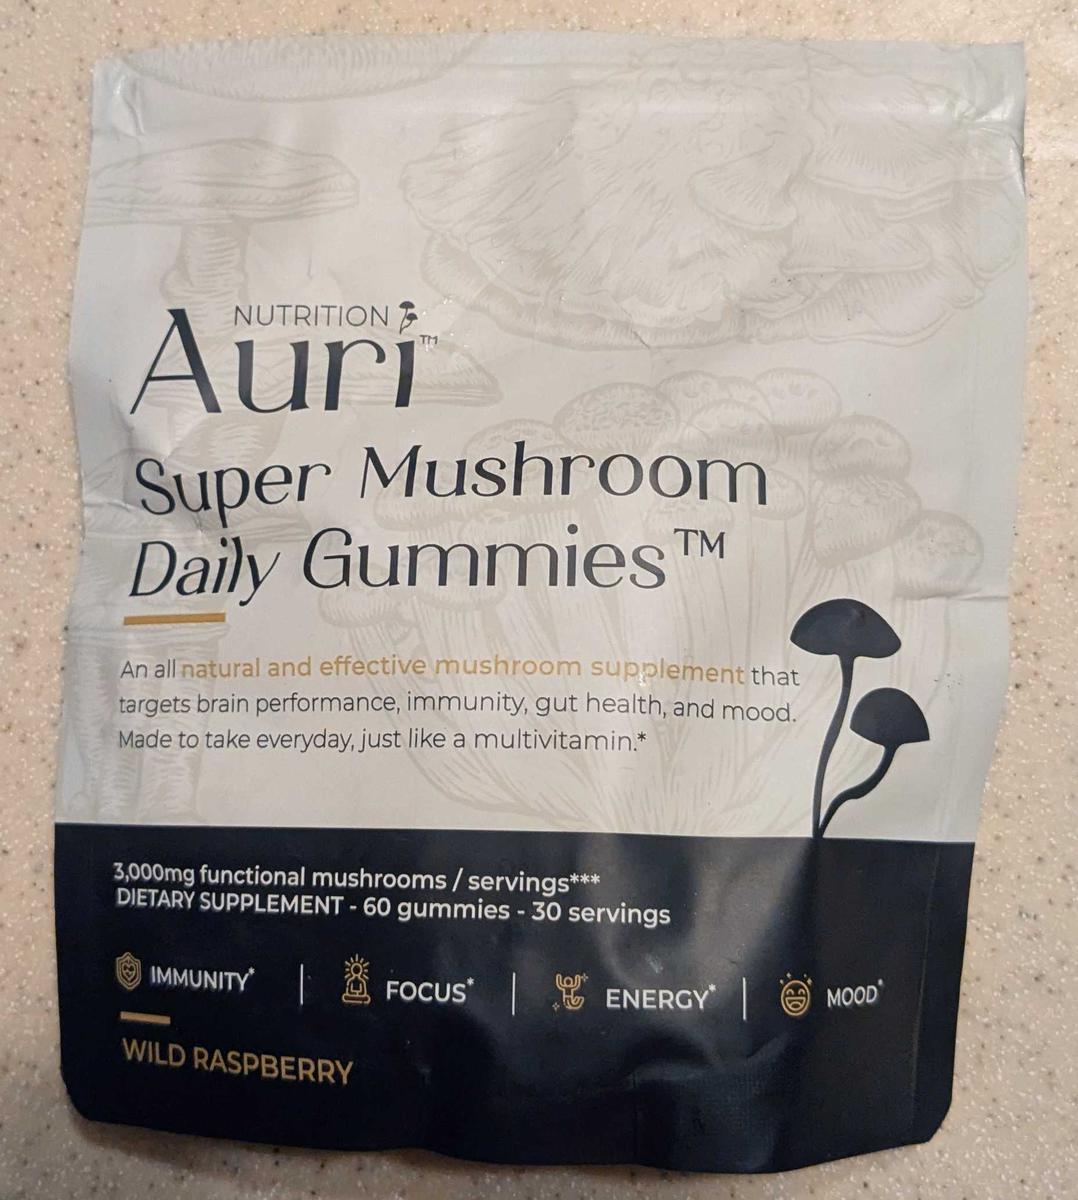 NUTRITION
Auri™
Super Mushroom
Daily Gummies™
An all natural and effective mushroom supplement that
targets brain performance, immunity, gut health, and mood.
Made to take everyday, just like a multivitamin.*
3,000mg functional mushrooms / servings***
DIETARY SUPPLEMENT - 60 gummies - 30 servings
IMMUNITY* | FOCUS* | ENERGY* | MOOD*
WILD RASPBERRY